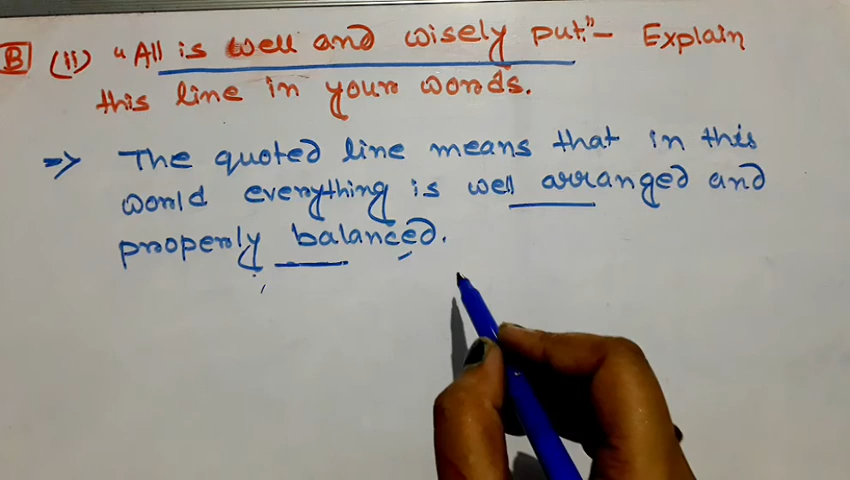 B (ii) "All is well and wisely put."- Explain
this line in your words.
=> The quoted line means that in this
world everything is well arranged and
properly balanced.